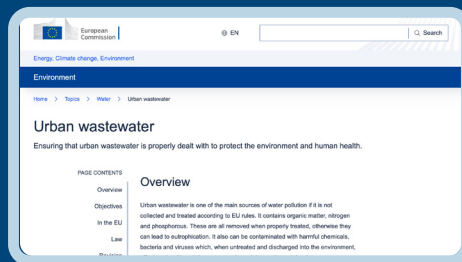 European
Commission
EN
Search
Energy, Climate change, Environment
Environment
Home > Topics > Water > Urban wastewater
Urban wastewater
Ensuring that urban wastewater is properly dealt with to protect the environment and human health.
PAGE CONTENTS
Overview
Objectives
In the EU
Law
Overview
Urban wastewater is one of the main sources of water pollution if it is not
collected and treated according to EU rules. It contains organic matter, nitrogen
and phosphorous. These are all removed when properly treated, otherwise they
can lead to eutrophication. It also can be contaminated with harmful chemicals,
bacteria and viruses which, when untreated and discharged into the environment,